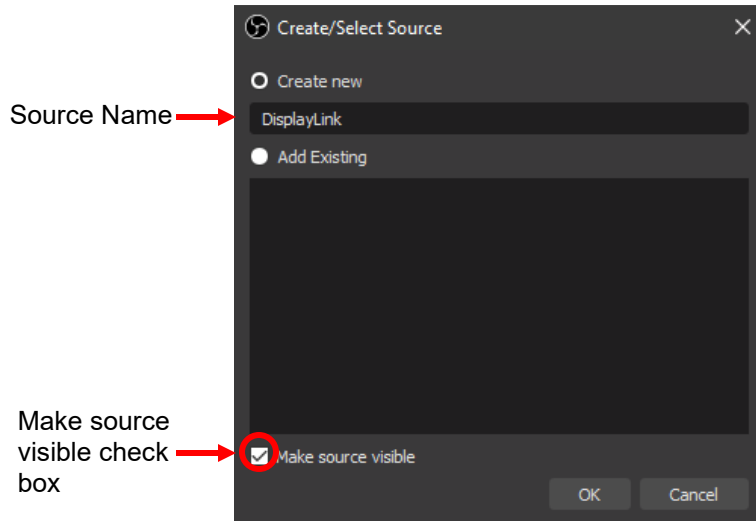 Create/Select Source
Create new
Source Name
DisplayLink
Add Existing
Make source
visible check
box
Make source visible
OK Cancel